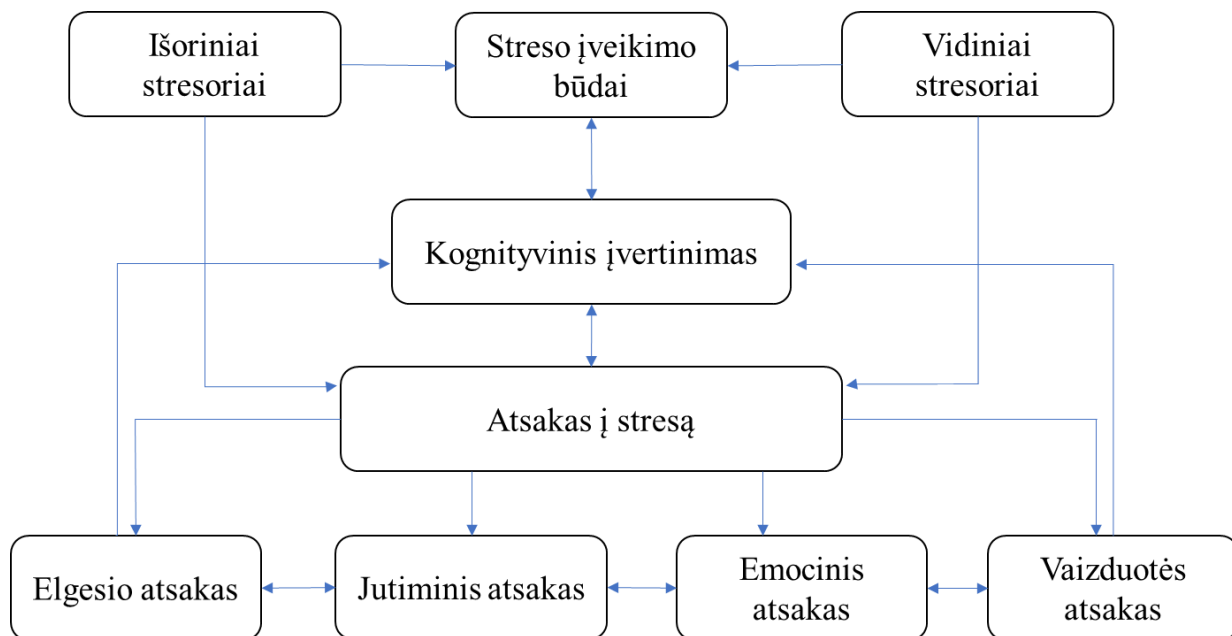 Išoriniai
stresoriai
Streso įveikimo
būdai
Vidiniai
stresoriai
Kognityvinis įvertinimas
Atsakas į stresą
Elgesio atsakas
Jutiminis atsakas
Emocinis
atsakas
Vaizduotės
atsakas